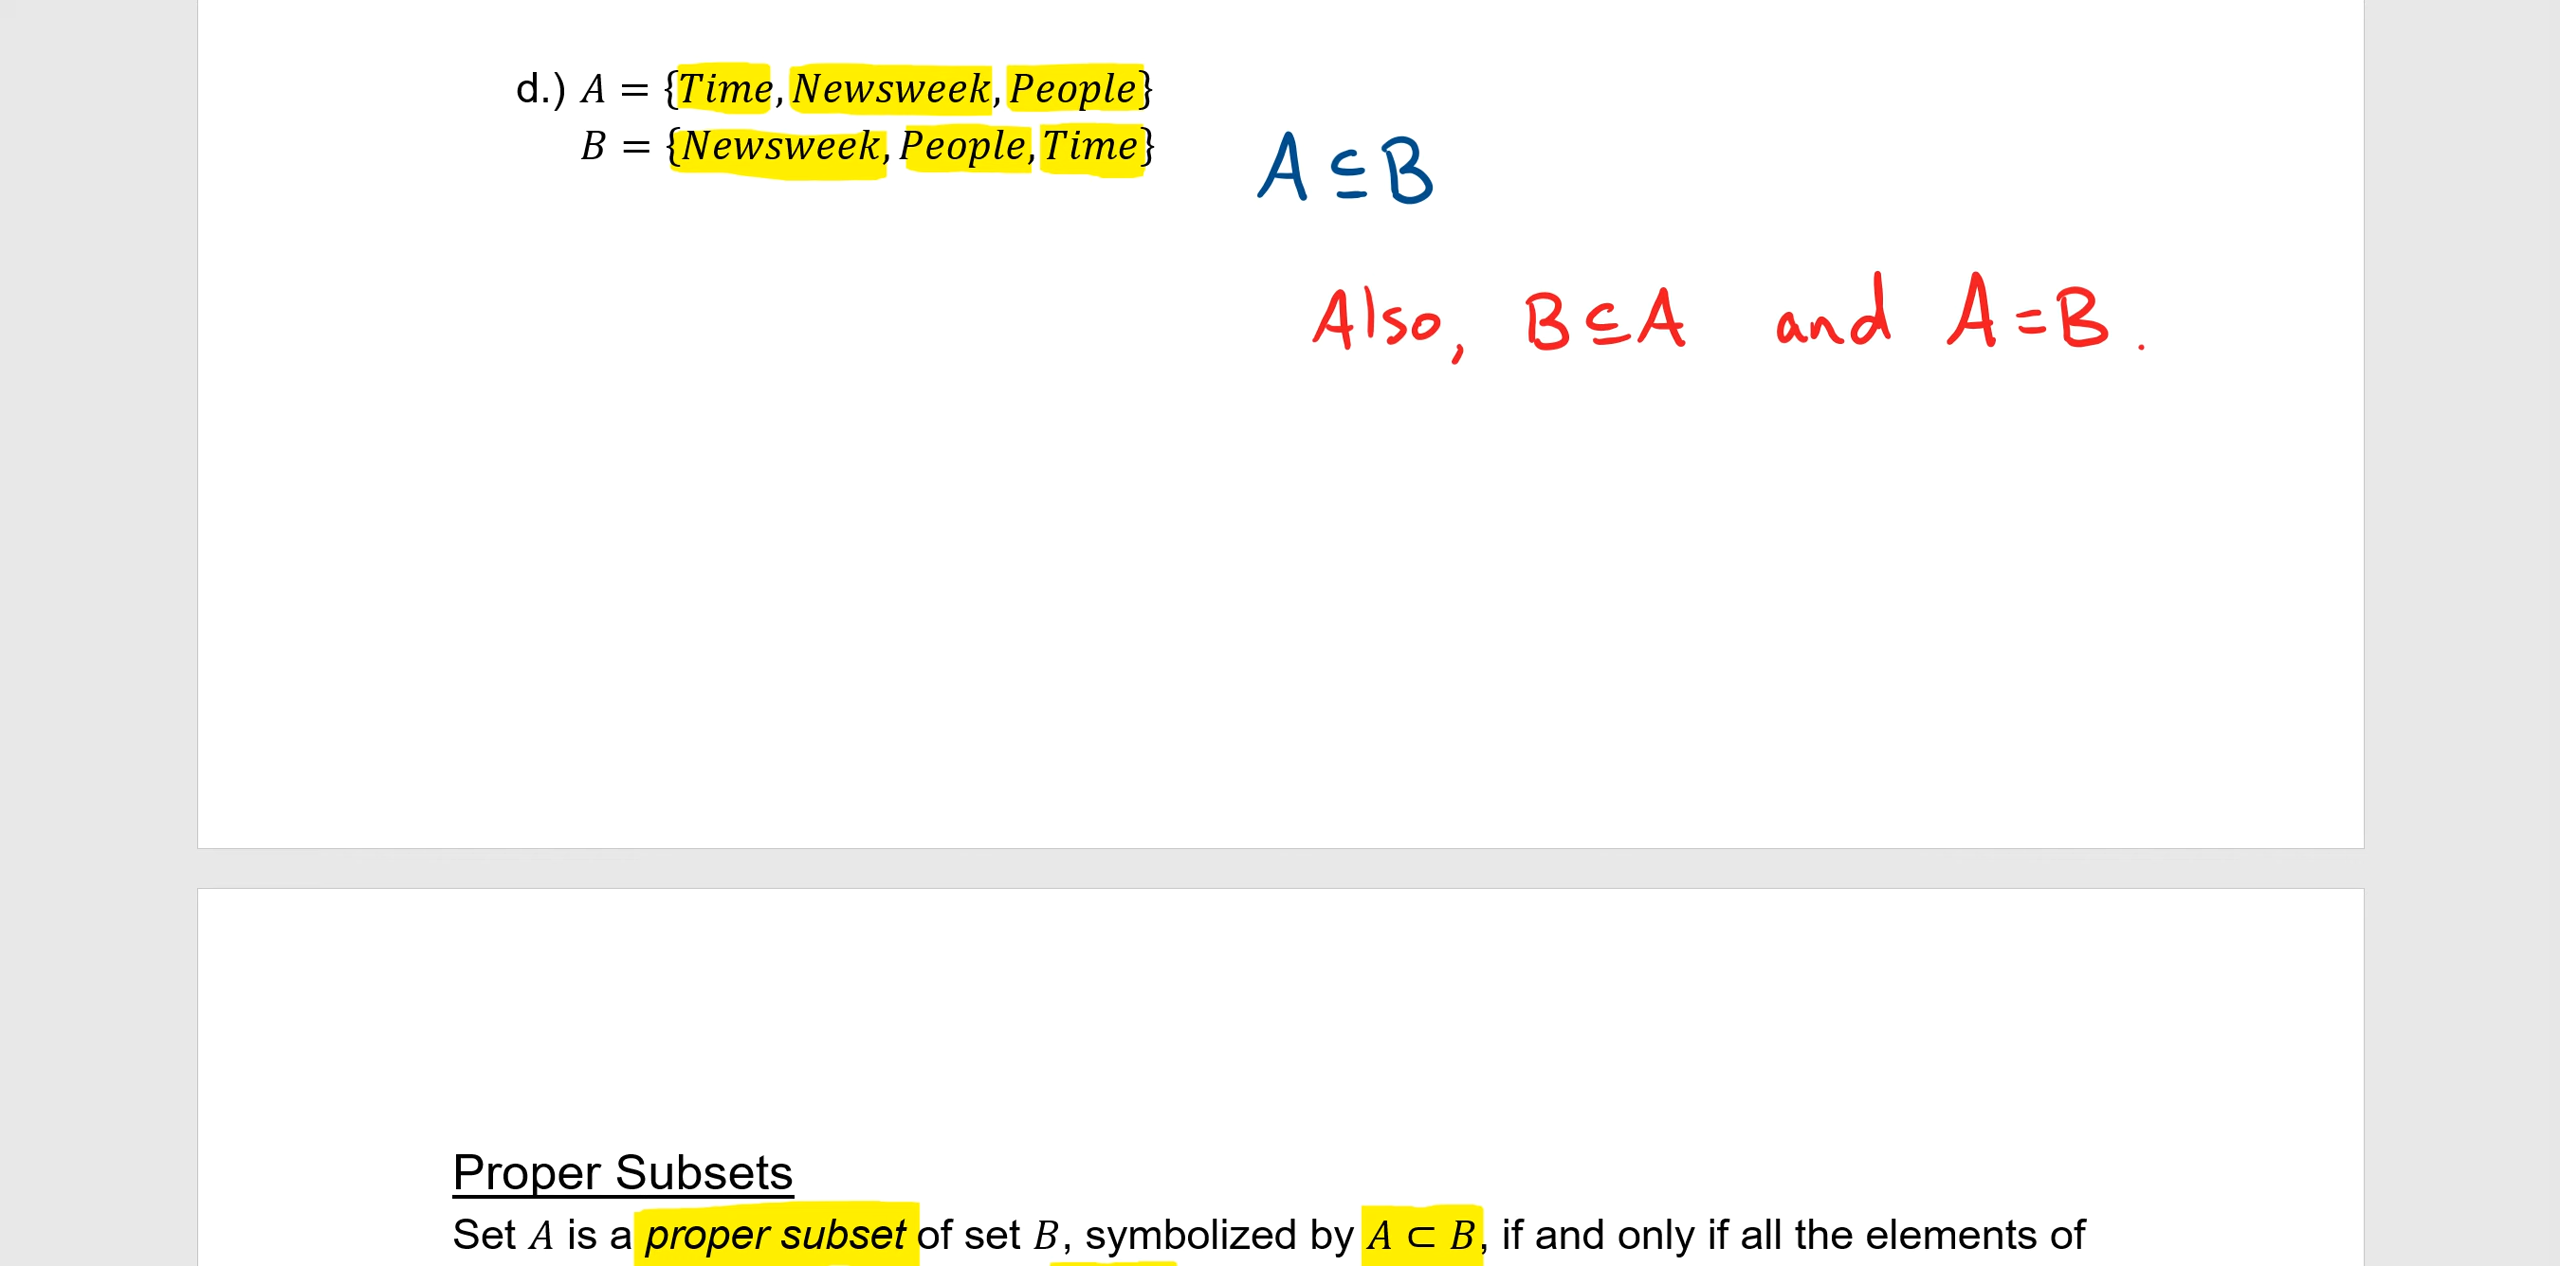 d.) A = {Time, Newsweek, People}
B = {Newsweek, People, Time}
A ⊆ B
Also, B ⊆ A and A = B.
Proper Subsets
Set A is a proper subset of set B, symbolized by A ⊂ B, if and only if all the elements of